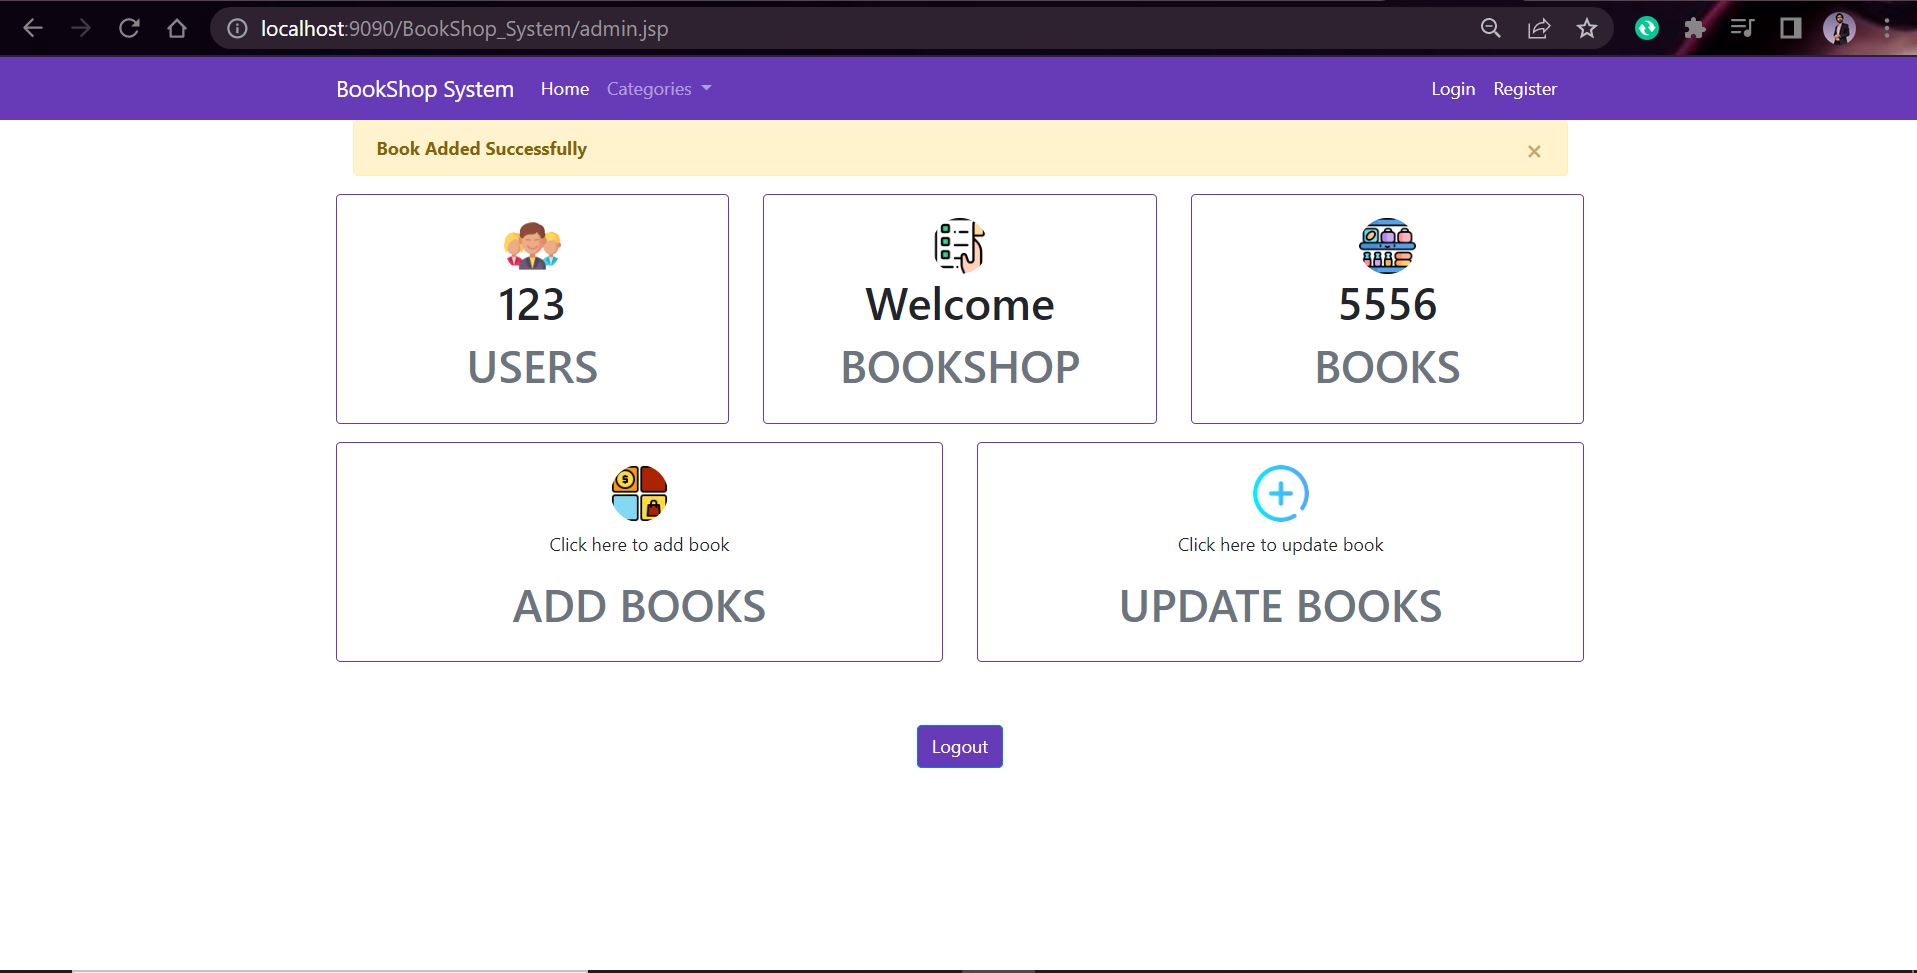 localhost:9090/BookShop_System/admin.jsp
BookShop System Home Categories Login Register
Book Added Successfully ×
123
USERS
Welcome
BOOKSHOP
5556
BOOKS
Click here to add book
ADD BOOKS
Click here to update book
UPDATE BOOKS
Logout